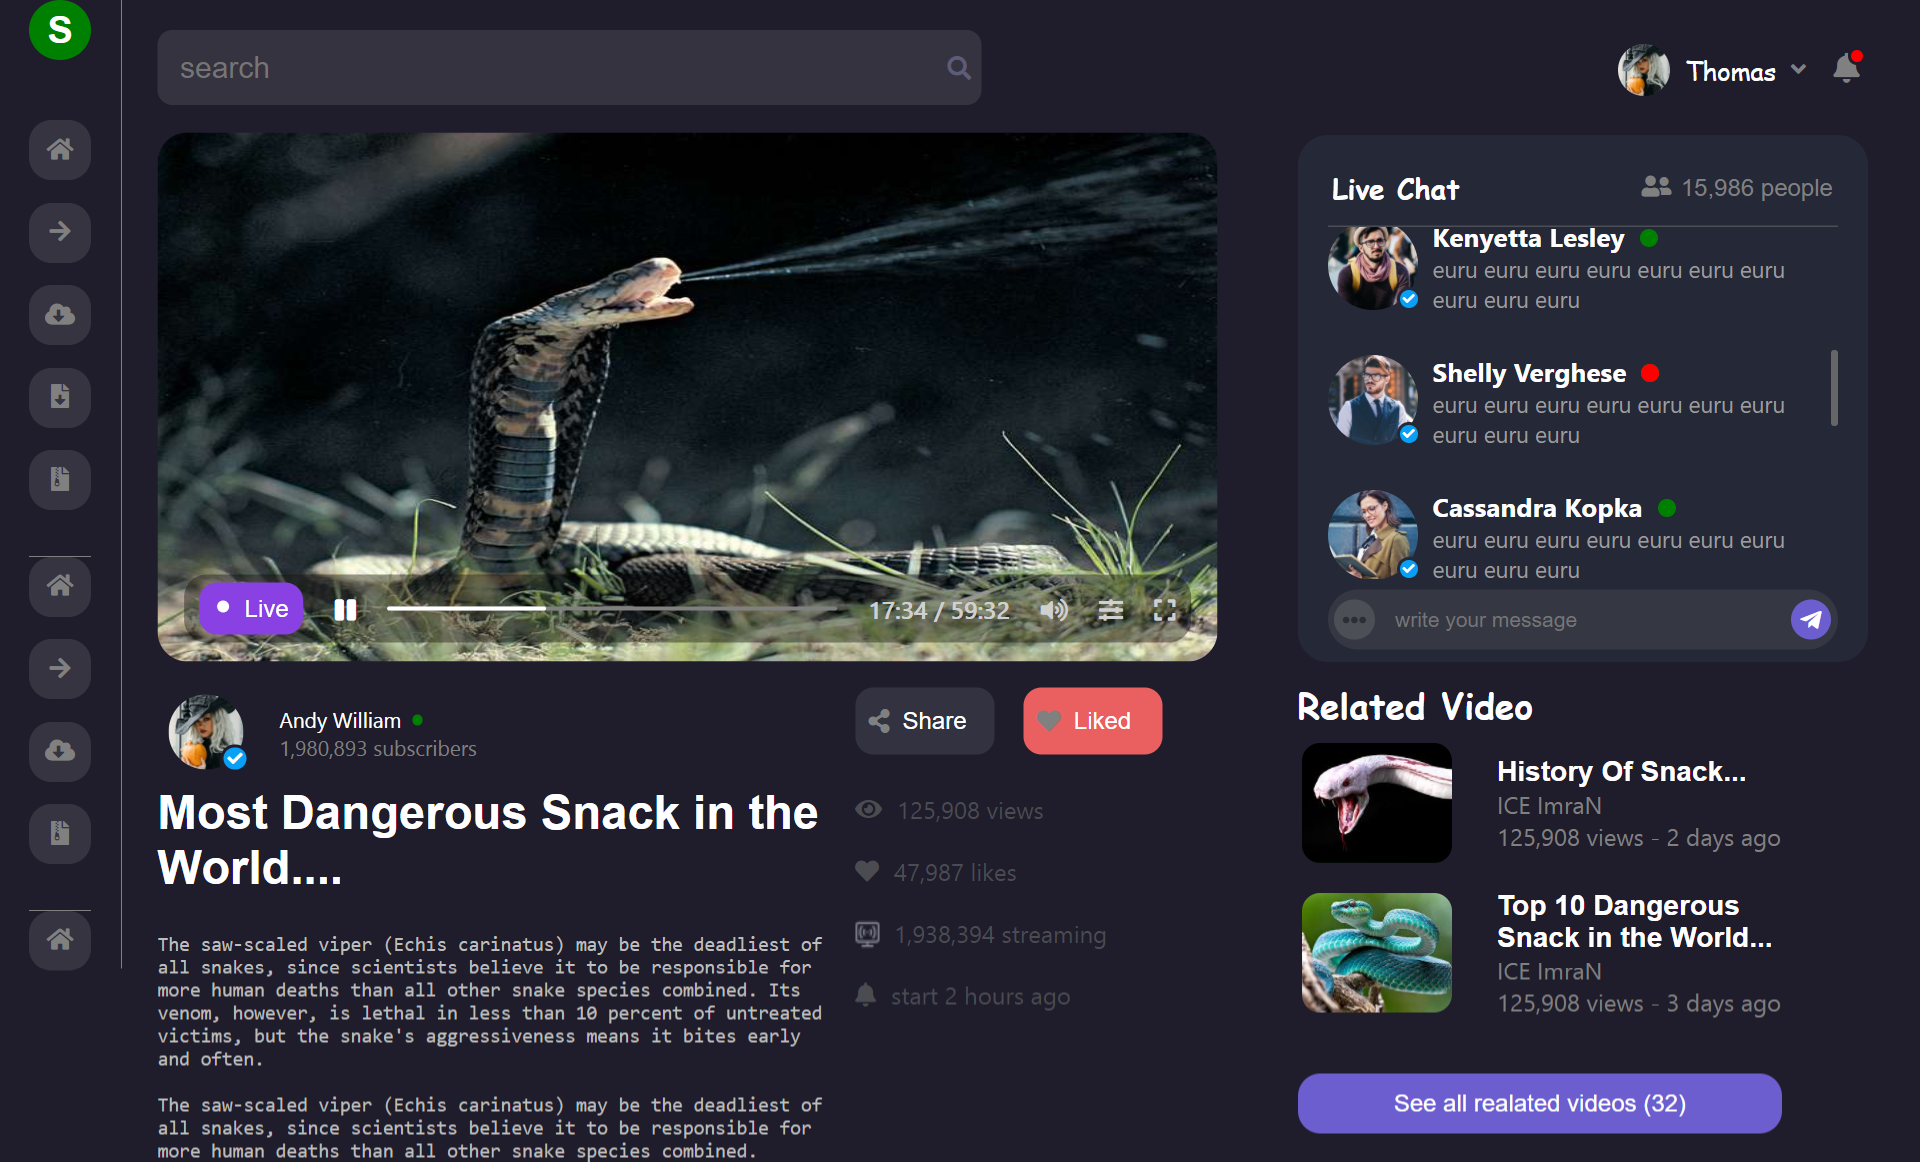 S
search
Thomas
Live
17:34 / 59:32
Live Chat
15,986 people
Kenyetta Lesley
euru euru euru euru euru euru euru
euru euru euru
Shelly Verghese
euru euru euru euru euru euru euru
euru euru euru
Cassandra Kopka
euru euru euru euru euru euru euru
euru euru euru
write your message
Andy William
1,980,893 subscribers
Share
Liked
Most Dangerous Snack in the
World....
The saw-scaled viper (Echis carinatus) may be the deadliest of
all snakes, since scientists believe it to be responsible for
more human deaths than all other snake species combined. Its
venom, however, is lethal in less than 10 percent of untreated
victims, but the snake's aggressiveness means it bites early
and often.
The saw-scaled viper (Echis carinatus) may be the deadliest of
all snakes, since scientists believe it to be responsible for
more human deaths than all other snake species combined.
125,908 views
47,987 likes
1,938,394 streaming
start 2 hours ago
Related Video
History Of Snack...
ICE ImraN
125,908 views - 2 days ago
Top 10 Dangerous
Snack in the World...
ICE ImraN
125,908 views - 3 days ago
See all realated videos (32)